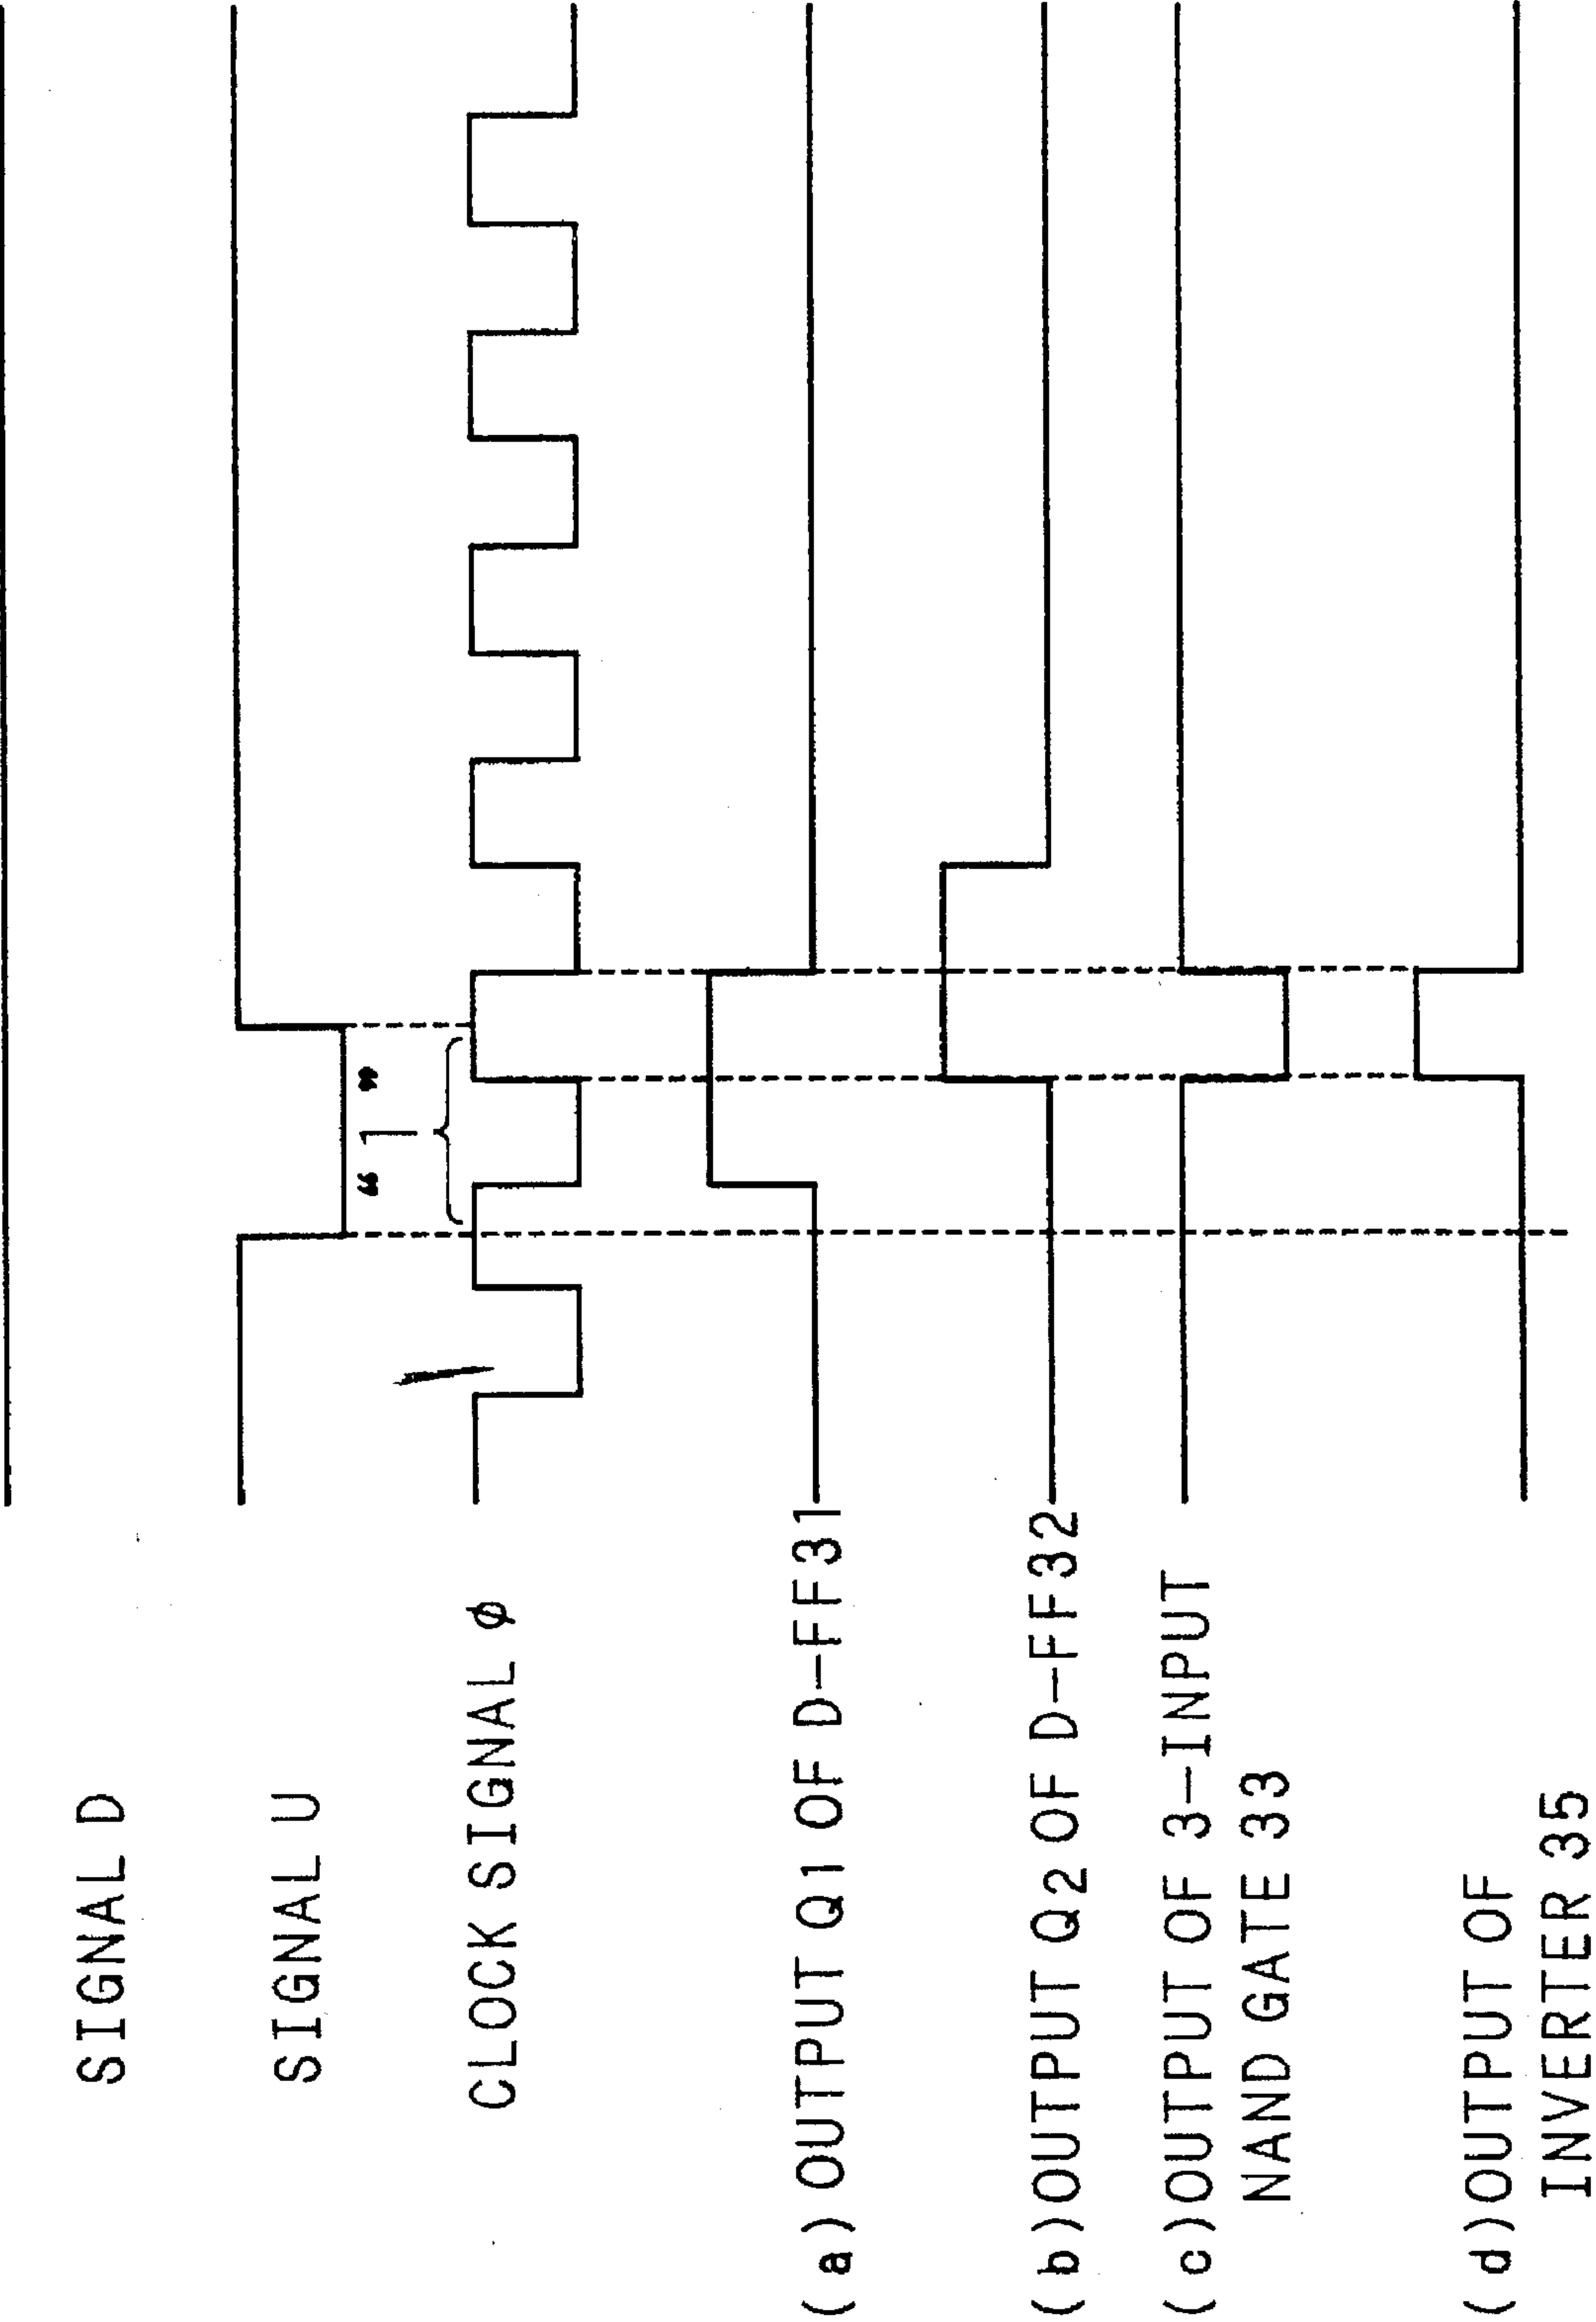 SIGNAL D
SIGNAL U
"1"
CLOCK SIGNAL φ
(a) OUTPUT Q1 OF D-FF31
(b)OUTPUT Q2 OF D-FF32
(c)OUTPUT OF 3-INPUT
NAND GATE 33
(d)OUTPUT OF
INVERTER 35